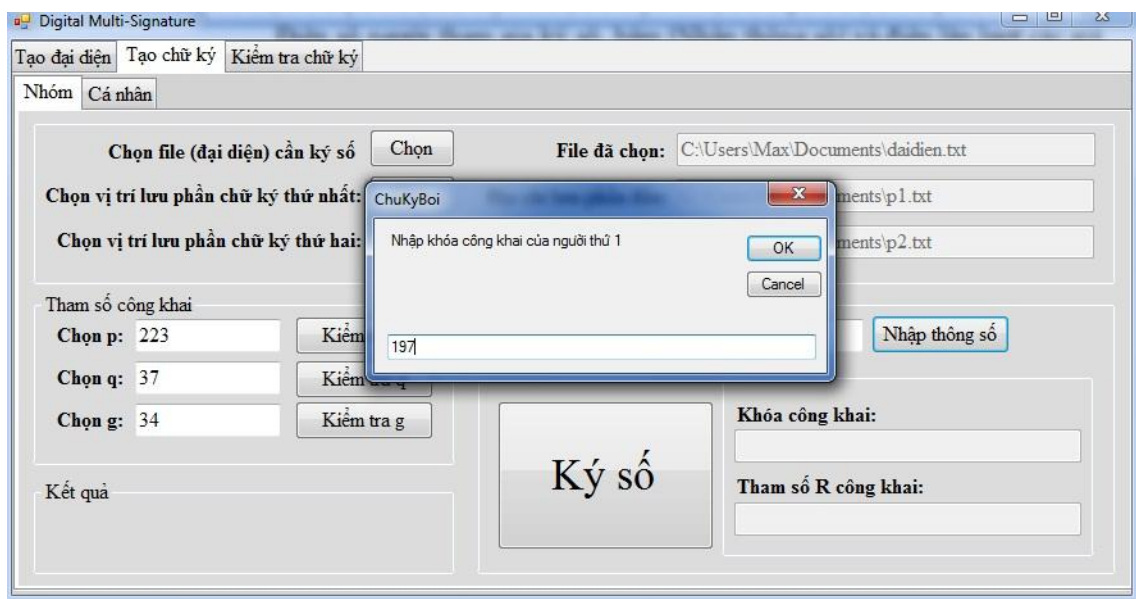 Digital Multi-Signature
Tạo đại diện Tạo chữ ký Kiểm tra chữ ký
Nhóm Cá nhân
Chọn file (đại diện) cần ký số Chọn File đã chọn: C:\Users\Max\Documents\daidien.txt
Chọn vị trí lưu phần chữ ký thứ nhất: ments\p1.txt
Chọn vị trí lưu phần chữ ký thứ hai: ments\p2.txt
ChuKyBoi
Nhập khóa công khai của người thứ 1
OK
Cancel
197
Tham số công khai
Chọn p: 223 Kiểm Nhập thông số
Chọn q: 37 Kiểm tra q
Chọn g: 34 Kiểm tra g
Ký số
Khóa công khai:
Tham số R công khai:
Kết quả